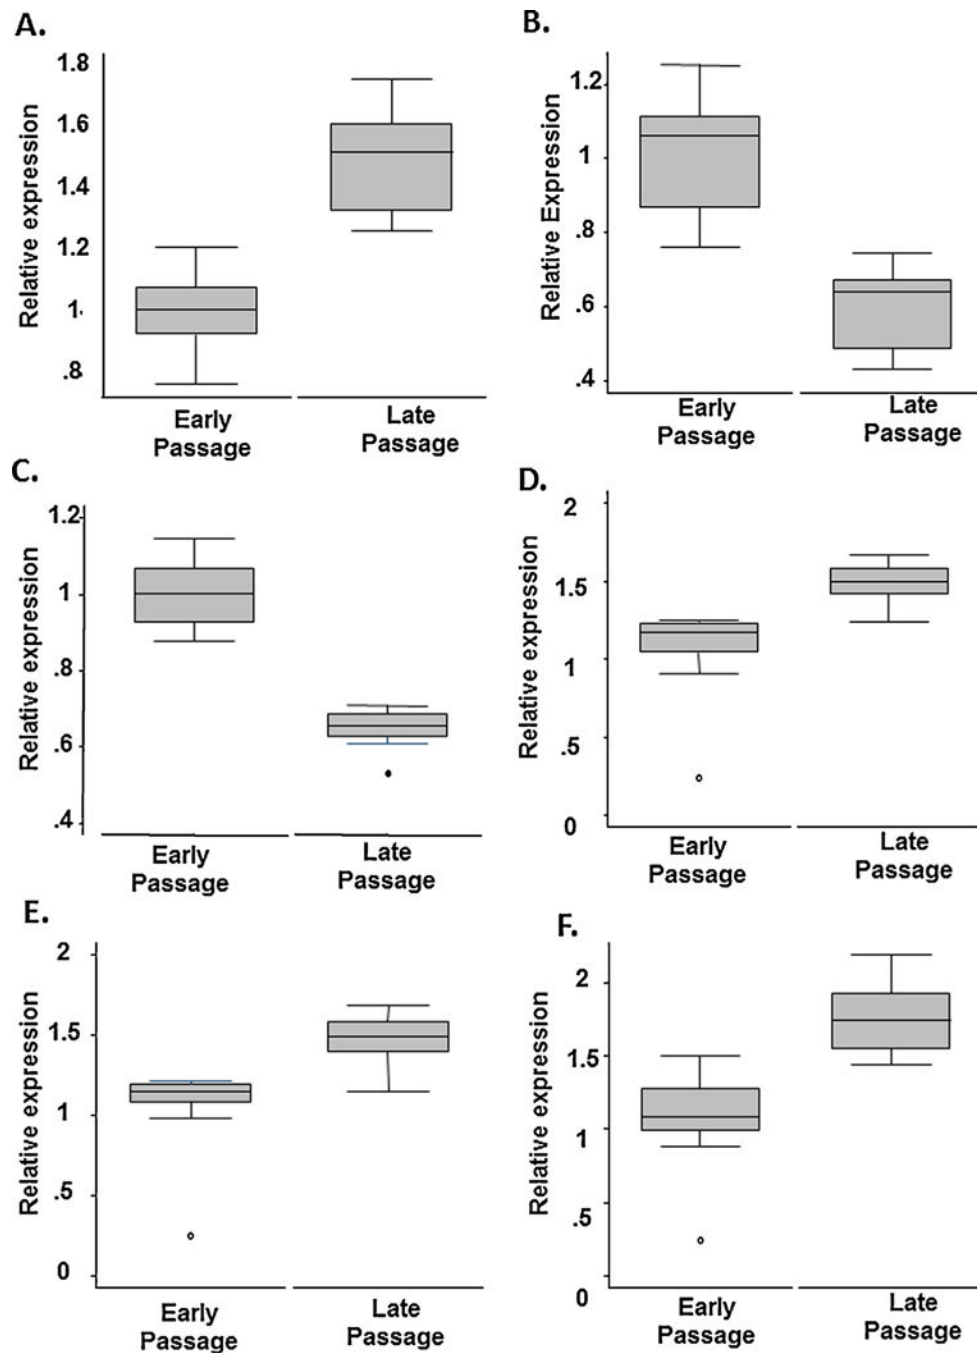 A.
Relative expression
1.8
1.6
1.4
1.2
1.
.8
Early
Passage
Late
Passage
B.
Relative Expression
1.2
1
.8
.6
.4
Early
Passage
Late
Passage
C.
Relative expression
1.2
1
.8
.6
.4
Early
Passage
Late
Passage
D.
Relative expression
2
1.5
1
.5
0
Early
Passage
Late
Passage
E.
Relative expression
2
1.5
1
.5
0
Early
Passage
Late
Passage
F.
Relative expression
2
1.5
1
.5
0
Early
Passage
Late
Passage